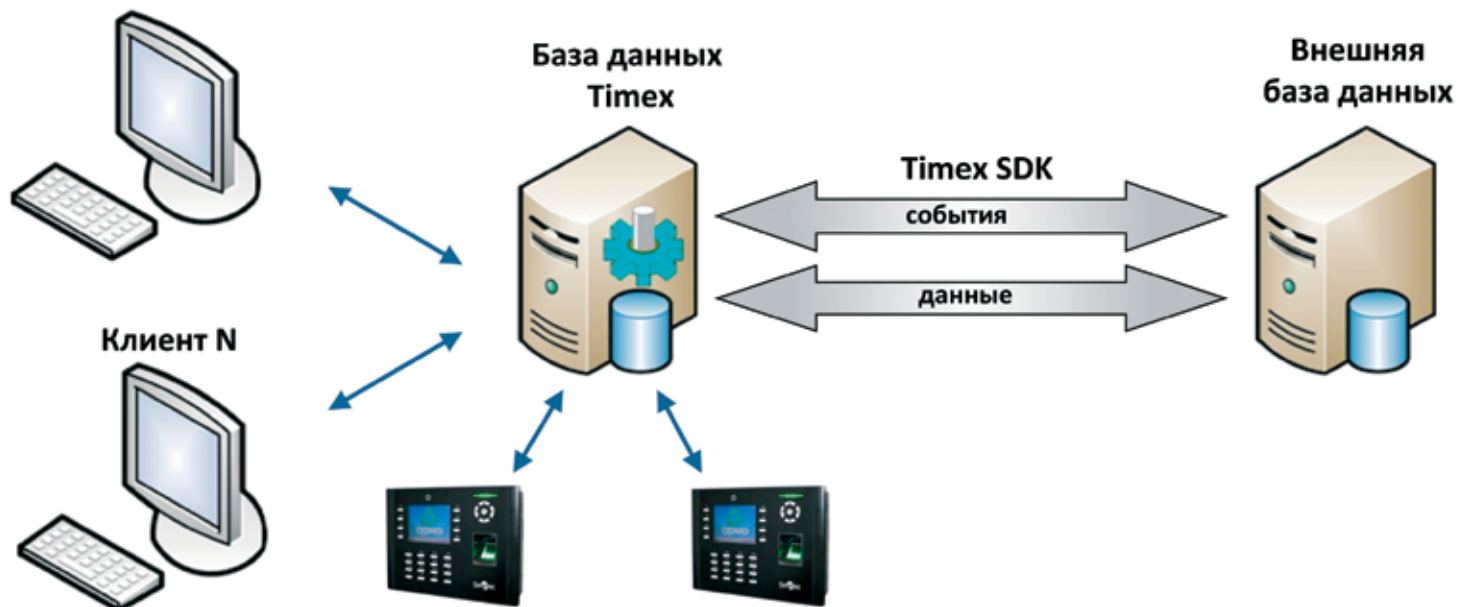 База данных
Timex
Внешняя
база данных
Timex SDK
события
данные
Клиент N